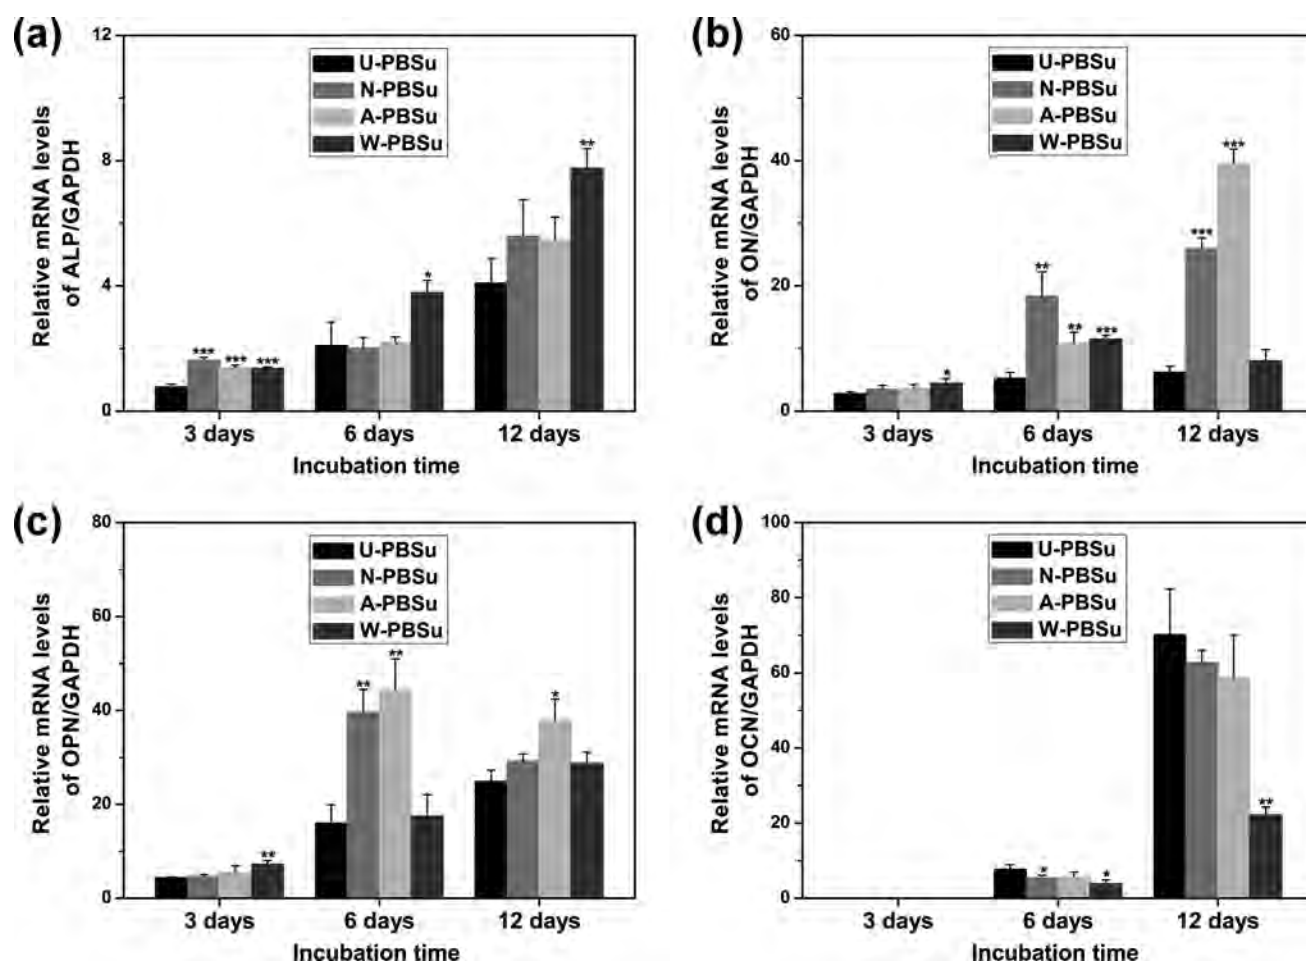 (a)
12
8
4
0
Relative mRNA levels
of ALP/GAPDH
U-PBSu
N-PBSu
A-PBSu
W-PBSu
***
***
***
*
**
3 days
6 days
12 days
Incubation time
(b)
60
40
20
0
Relative mRNA levels
of ON/GAPDH
U-PBSu
N-PBSu
A-PBSu
W-PBSu
*
**
**
***
***
***
3 days
6 days
12 days
Incubation time
(c)
80
60
40
20
0
Relative mRNA levels
of OPN/GAPDH
U-PBSu
N-PBSu
A-PBSu
W-PBSu
**
**
**
*
3 days
6 days
12 days
Incubation time
(d)
100
80
60
40
20
0
Relative mRNA levels
of OCN/GAPDH
U-PBSu
N-PBSu
A-PBSu
W-PBSu
*
*
**
3 days
6 days
12 days
Incubation time